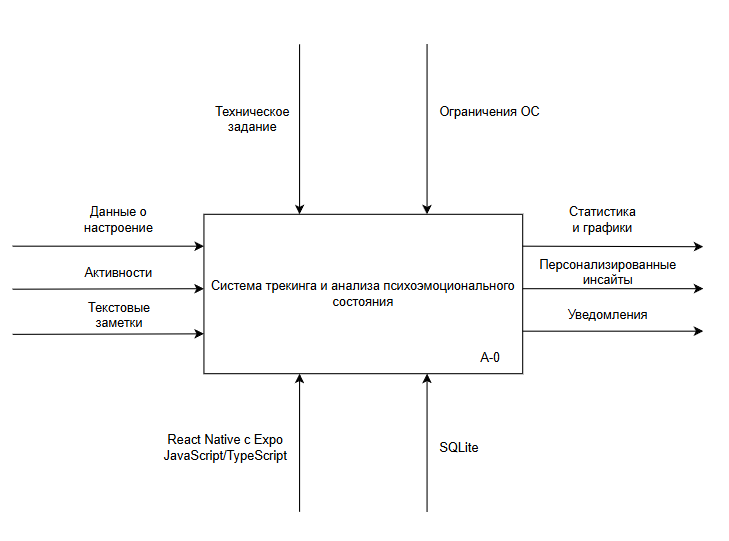 Техническое
задание
Ограничения ОС
Данные о
настроение
Активности
Текстовые
заметки
Система трекинга и анализа психоэмоционального
состояния
А-0
Статистика
и графики
Персонализированные
инсайты
Уведомления
React Native с Expo
JavaScript/TypeScript
SQLite